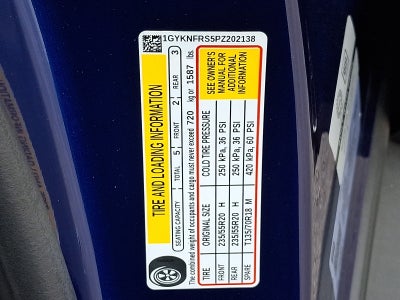 1GYKNFRS5PZ202138
TIRE AND LOADING INFORMATION
SEATING CAPACITY TOTAL 5 FRONT 2 REAR 3
The combined weight of occupants and cargo must never exceed 720 kg or 1587 lbs.
TIRE ORIGINAL SIZE COLD TIRE PRESSURE
FRONT 235/55R20 H 250 kPa, 36 PSI
REAR 235/55R20 H 250 kPa, 36 PSI
SPARE T135/70R18 M 420 kPa, 60 PSI
SEE OWNER'S
MANUAL FOR
ADDITIONAL
INFORMATION